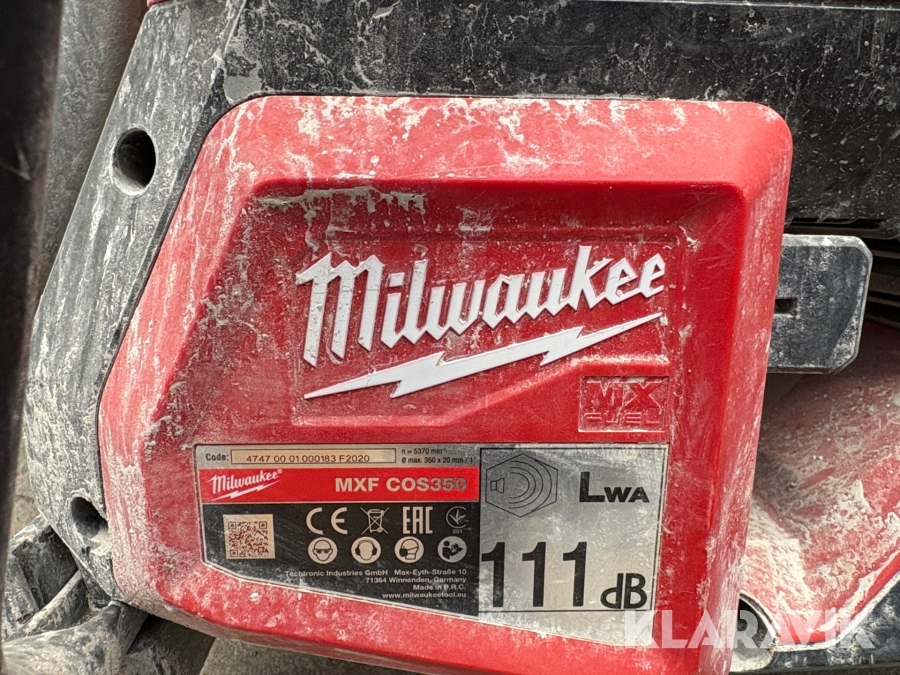 Milwaukee
MX
FUEL
Code: 4747 00 01 000183 F2020
n = 5370 min
Ø max. 350 x 20 mm / 1"
Milwaukee®
MXF COS350
CE EAC
001
LWA
111 dB
Techtronic Industries GmbH Max-Eyth-Straße 10
71364 Winnenden, Germany
Made in P.R.C.
www.milwaukeetool.eu
KLARAVIK